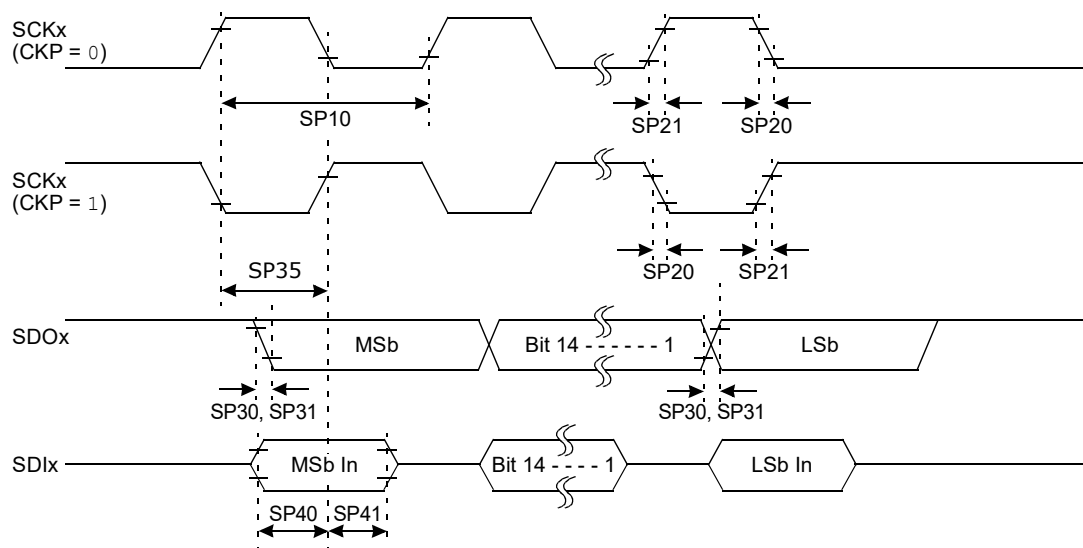 SCKx
(CKP = 0)
SP10
SP21
SP20
SCKx
(CKP = 1)
SP20
SP21
SP35
SDOx
MSb
Bit 14 - - - - - - 1
LSb
SP30, SP31
SP30, SP31
SDIx
MSb In
Bit 14 - - - - 1
LSb In
SP40
SP41